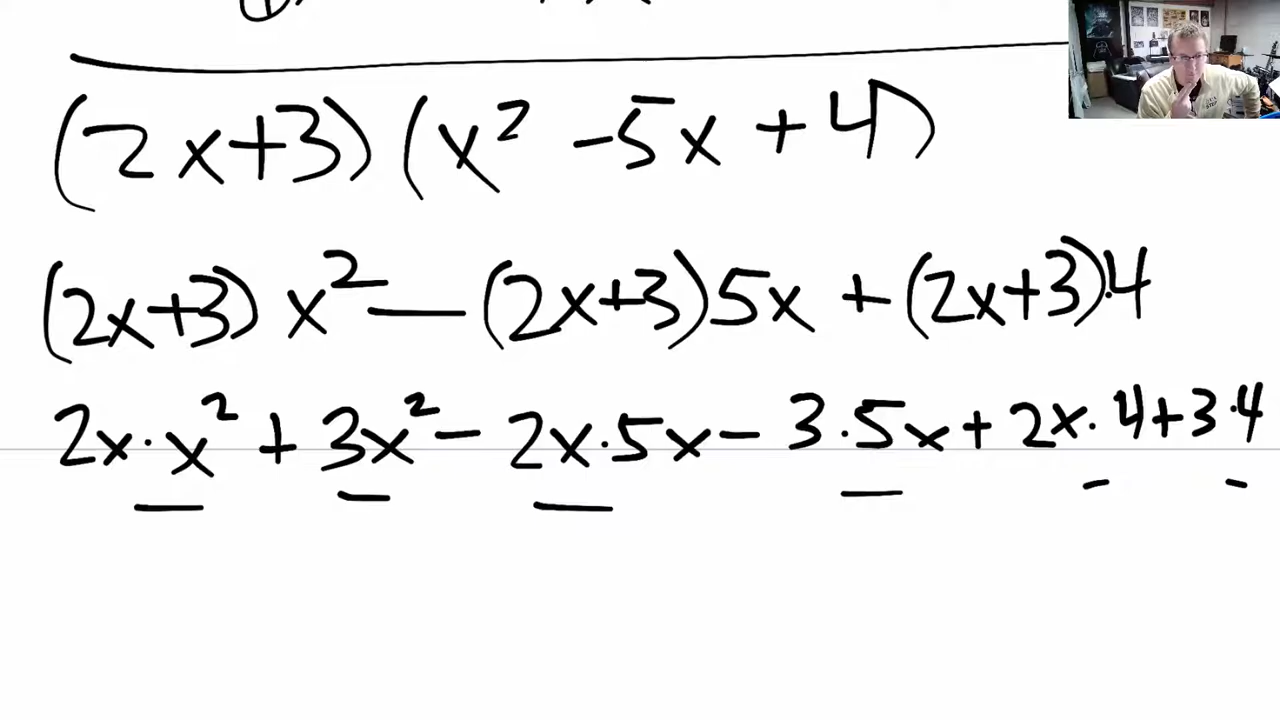 (2x+3)(x² -5x +4)
(2x+3) x² — (2x+3)5x + (2x+3)·4
2x·x² + 3x² - 2x·5x - 3·5x + 2x·4+3·4